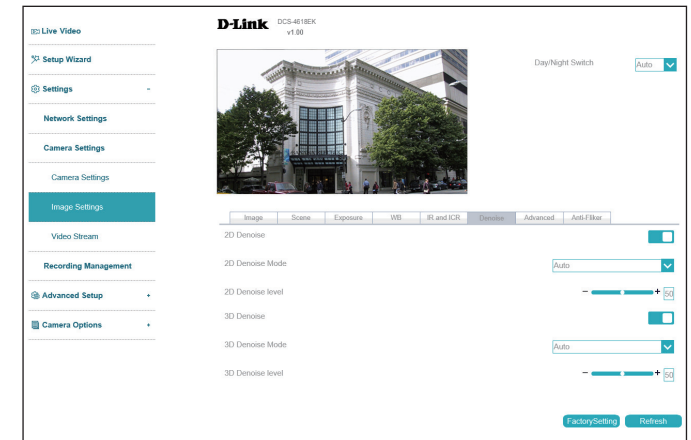 D-Link DCS-4618EK
v1.00
Live Video
Setup Wizard
Settings -
Network Settings
Camera Settings
Camera Settings
Image Settings
Video Stream
Recording Management
Advanced Setup +
Camera Options +
Day/Night Switch Auto
Image Scene Exposure WB IR and ICR Denoise Advanced Anti-Fliker
2D Denoise
2D Denoise Mode Auto
2D Denoise level - + 50
3D Denoise
3D Denoise Mode Auto
3D Denoise level - + 50
FactorySetting Refresh